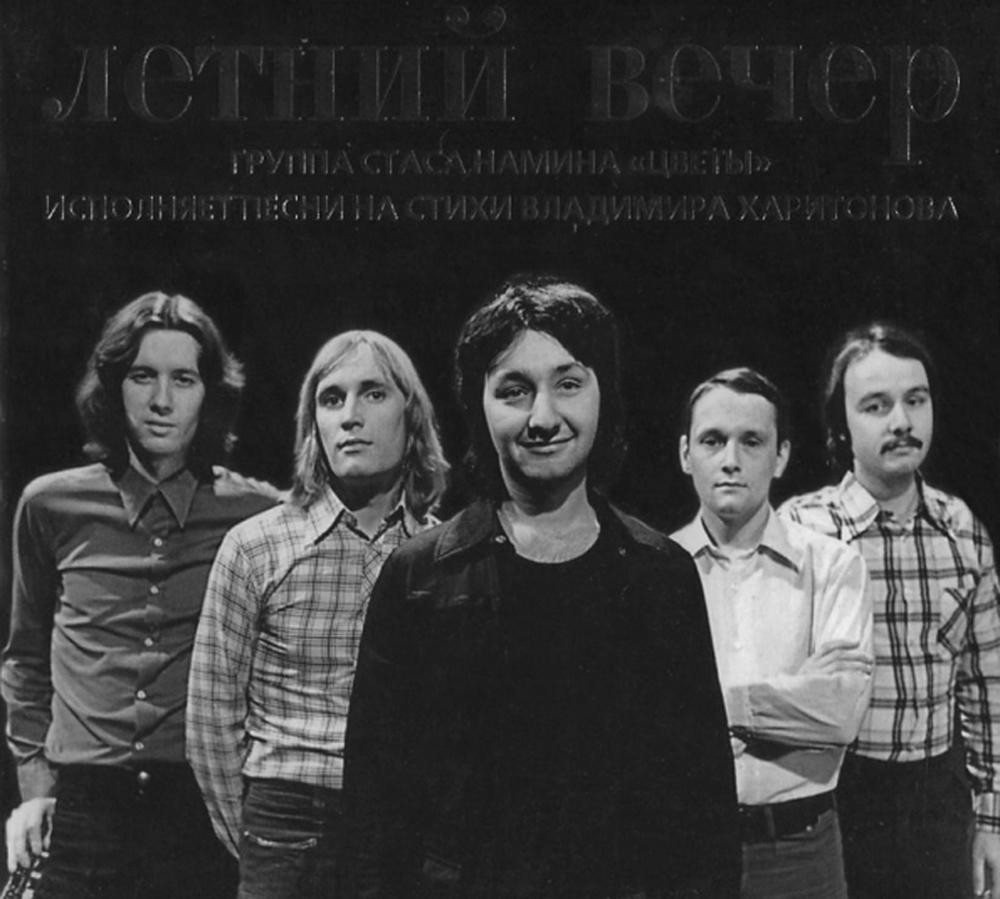 летний вечер
ГРУППА СТАСА НАМИНА «ЦВЕТЫ»
ИСПОЛНЯЕТ ПЕСНИ НА СТИХИ ВЛАДИМИРА ХАРИТОНОВА